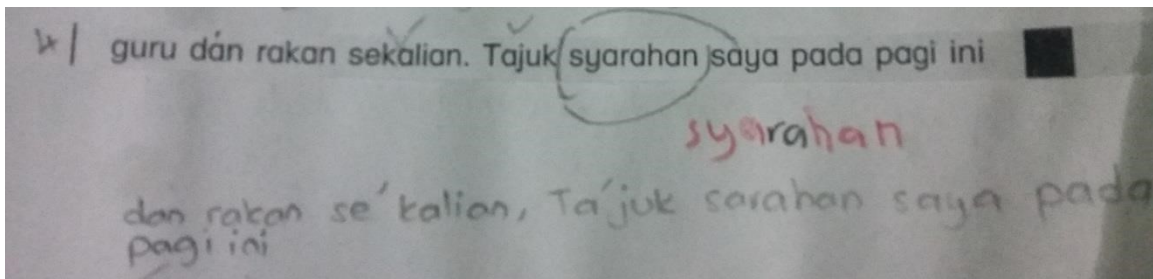 guru dan rakan sekalian. Tajuk syarahan saya pada pagi ini
syarahan
dan rakan se'kalian, Ta'juk sarahan saya pada
pagi ini